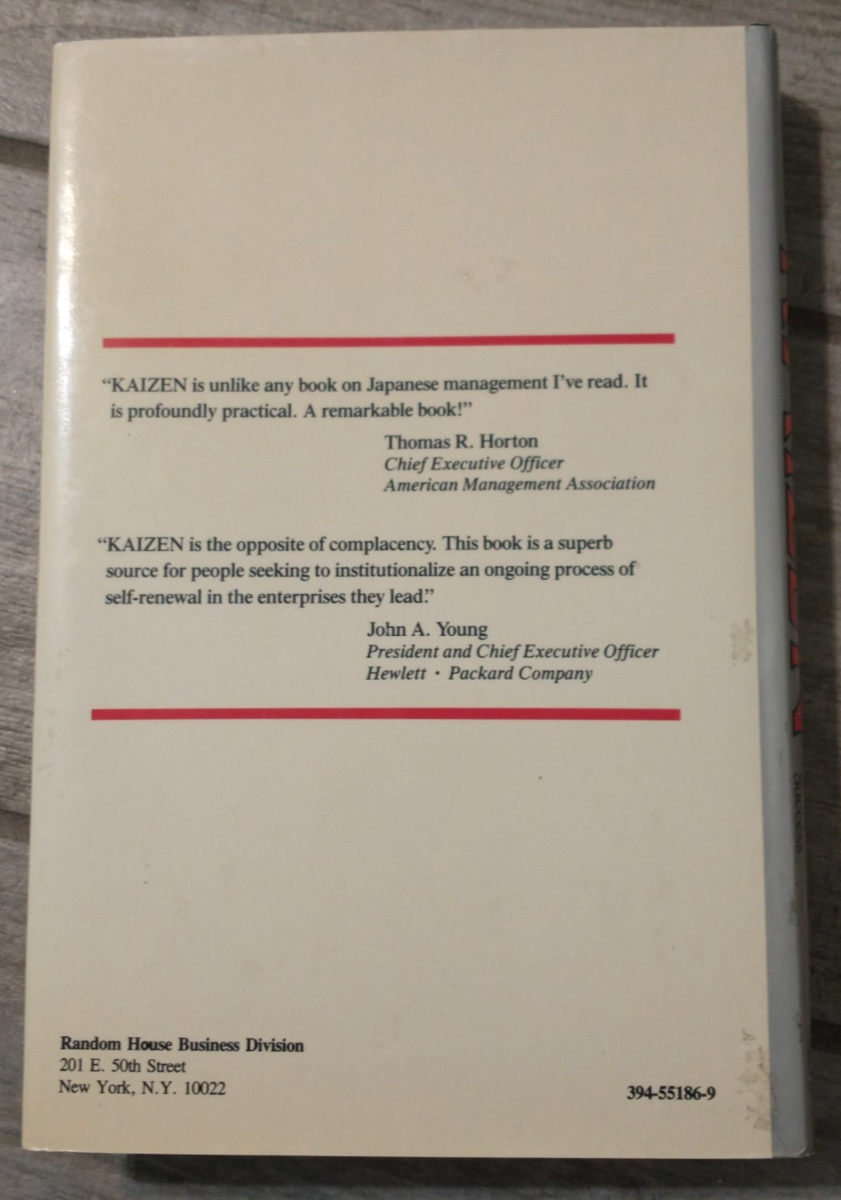 “KAIZEN is unlike any book on Japanese management I’ve read. It
is profoundly practical. A remarkable book!”
Thomas R. Horton
Chief Executive Officer
American Management Association
“KAIZEN is the opposite of complacency. This book is a superb
source for people seeking to institutionalize an ongoing process of
self-renewal in the enterprises they lead.”
John A. Young
President and Chief Executive Officer
Hewlett · Packard Company
Random House Business Division
201 E. 50th Street
New York, N.Y. 10022
394-55186-9